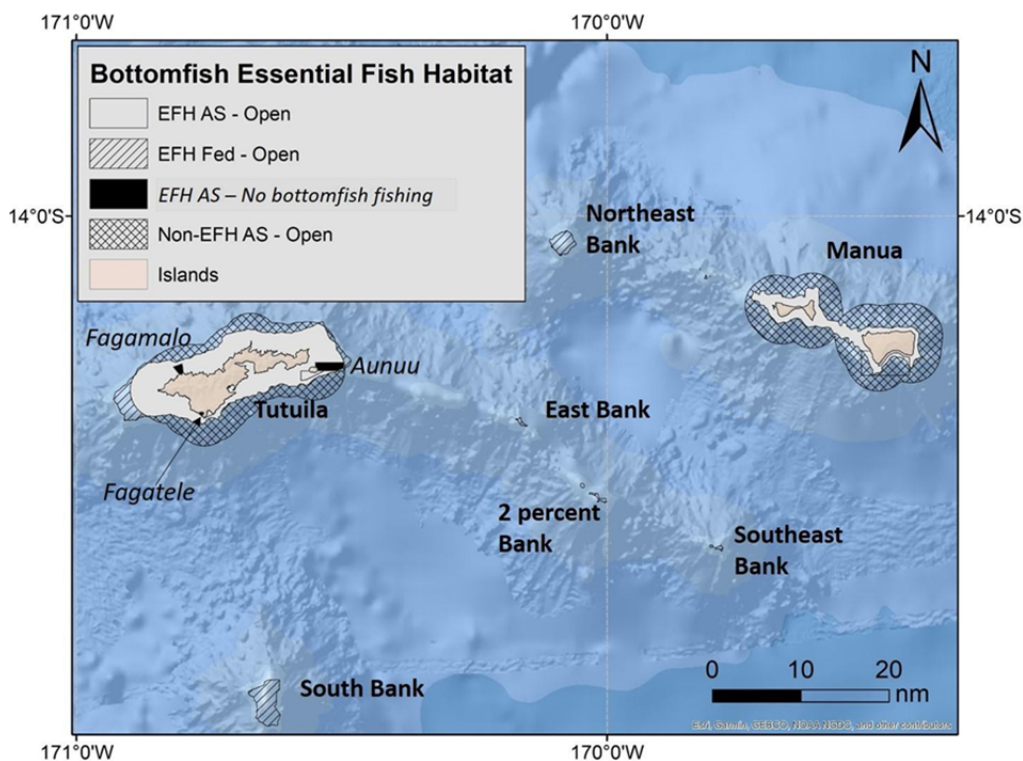 171°0'W 170°0'W
Bottomfish Essential Fish Habitat
EFH AS - Open
EFH Fed - Open
EFH AS – No bottomfish fishing
Non-EFH AS - Open
Islands
N
14°0'S 14°0'S
Northeast
Bank
Manua
Fagamalo
Aunuu
Tutuila
East Bank
Fagatele
2 percent
Bank
Southeast
Bank
South Bank
0 10 20
nm
Esri, Garmin, GEBCO, NOAA NGDC, and other contributors
171°0'W 170°0'W